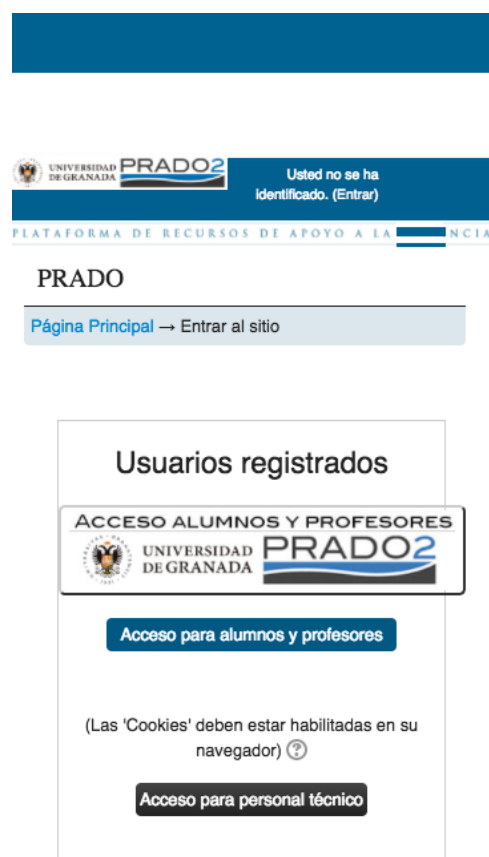 UNIVERSIDAD
DE GRANADA
PRADO2
Usted no se ha
identificado. (Entrar)
PLATAFORMA DE RECURSOS DE APOYO A LA NCIA
PRADO
Página Principal → Entrar al sitio
Usuarios registrados
ACCESO ALUMNOS Y PROFESORES
UNIVERSIDAD
DE GRANADA
PRADO2
Acceso para alumnos y profesores
(Las 'Cookies' deben estar habilitadas en su
navegador) ?
Acceso para personal técnico